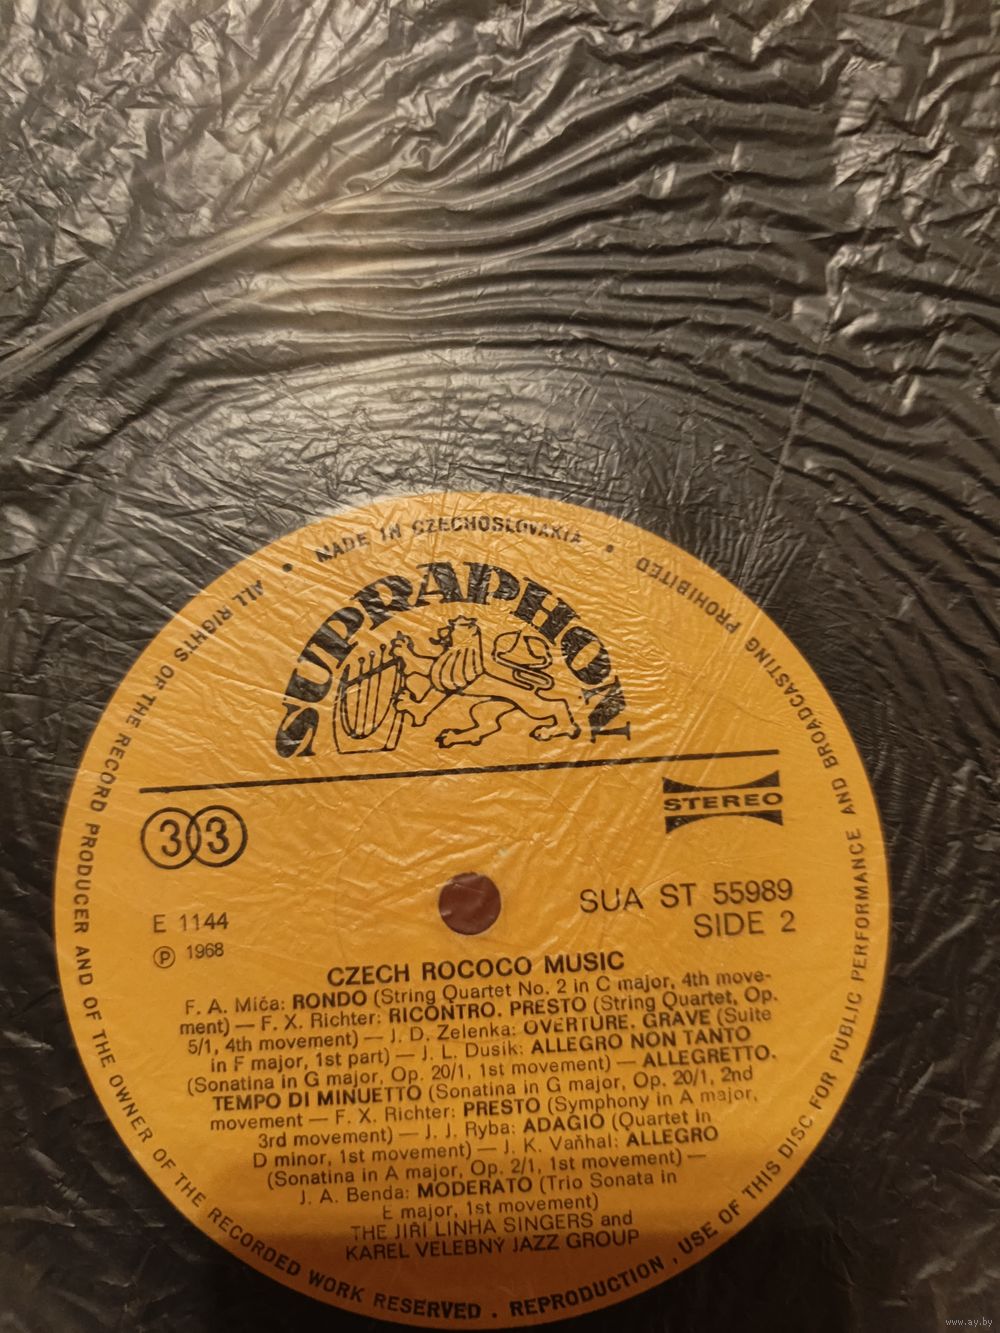 MADE IN CZECHOSLOVAKIA • ALL RIGHTS OF THE RECORD PRODUCER AND OF THE OWNER OF THE RECORDED WORK RESERVED . REPRODUCTION , USE OF THIS DISC FOR PUBLIC PERFORMANCE AND BROADCASTING PROHIBITED •
SUPRAPHON
33
STEREO
E 1144
SUA ST 55989
℗ 1968
SIDE 2
CZECH ROCOCO MUSIC
F. A. Míča: RONDO (String Quartet No. 2 in C major, 4th move-
ment) — F. X. Richter: RICONTRO. PRESTO (String Quartet, Op.
5/1, 4th movement) — J. D. Zelenka: OVERTURE. GRAVE (Suite
in F major, 1st part) — J. L. Dusík: ALLEGRO NON TANTO
(Sonatina in G major, Op. 20/1, 1st movement) — ALLEGRETTO.
TEMPO DI MINUETTO (Sonatina in G major, Op. 20/1, 2nd
movement — F. X. Richter: PRESTO (Symphony in A major,
3rd movement) — J. J. Ryba: ADAGIO (Quartet in
D minor, 1st movement) — J. K. Vaňhal: ALLEGRO
(Sonatina in A major, Op. 2/1, 1st movement) —
J. A. Benda: MODERATO (Trio Sonata in
E major, 1st movement)
THE JIŘÍ LINHA SINGERS and
KAREL VELEBNÝ JAZZ GROUP
www.ay.by